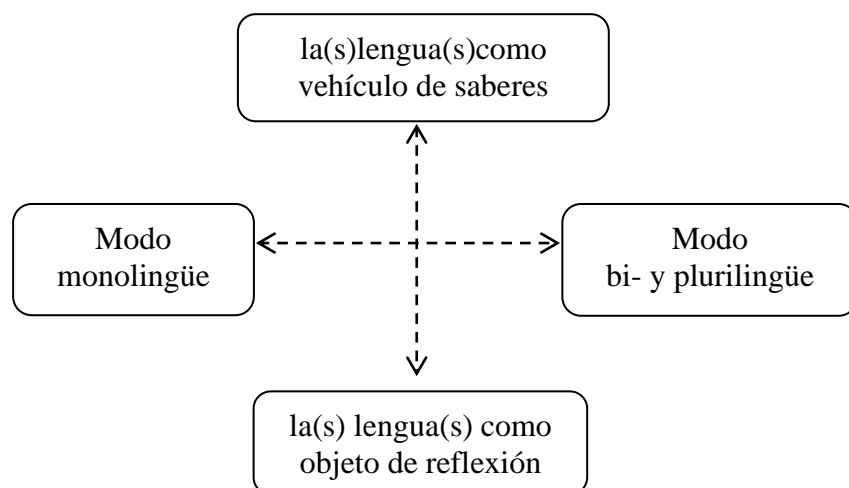 la(s)lengua(s)como
vehículo de saberes
Modo
monolingüe
Modo
bi- y plurilingüe
la(s) lengua(s) como
objeto de reflexión